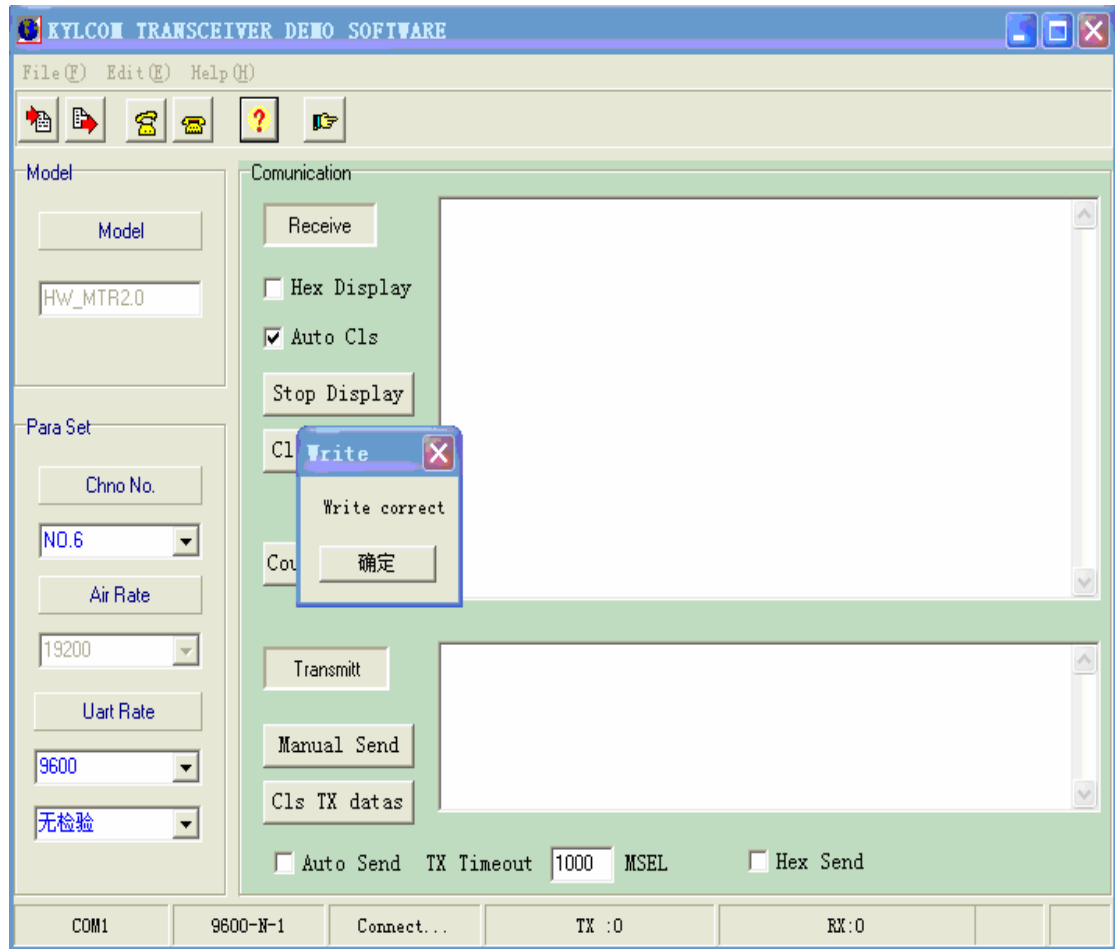 KYLCOM TRANSCEIVER DEMO SOFTWARE
File(F) Edit(E) Help(H)
Model
Model
HW_MTR2.0
Para Set
Chno No.
NO.6
Air Rate
19200
Uart Rate
9600
无检验
Comunication
Receive
Hex Display
Auto Cls
Stop Display
Cl
Cou
Write
Write correct
确定
Transmitt
Manual Send
Cls TX datas
Auto Send TX Timeout 1000 MSEL Hex Send
COM1 9600-N-1 Connect... TX :0 RX:0